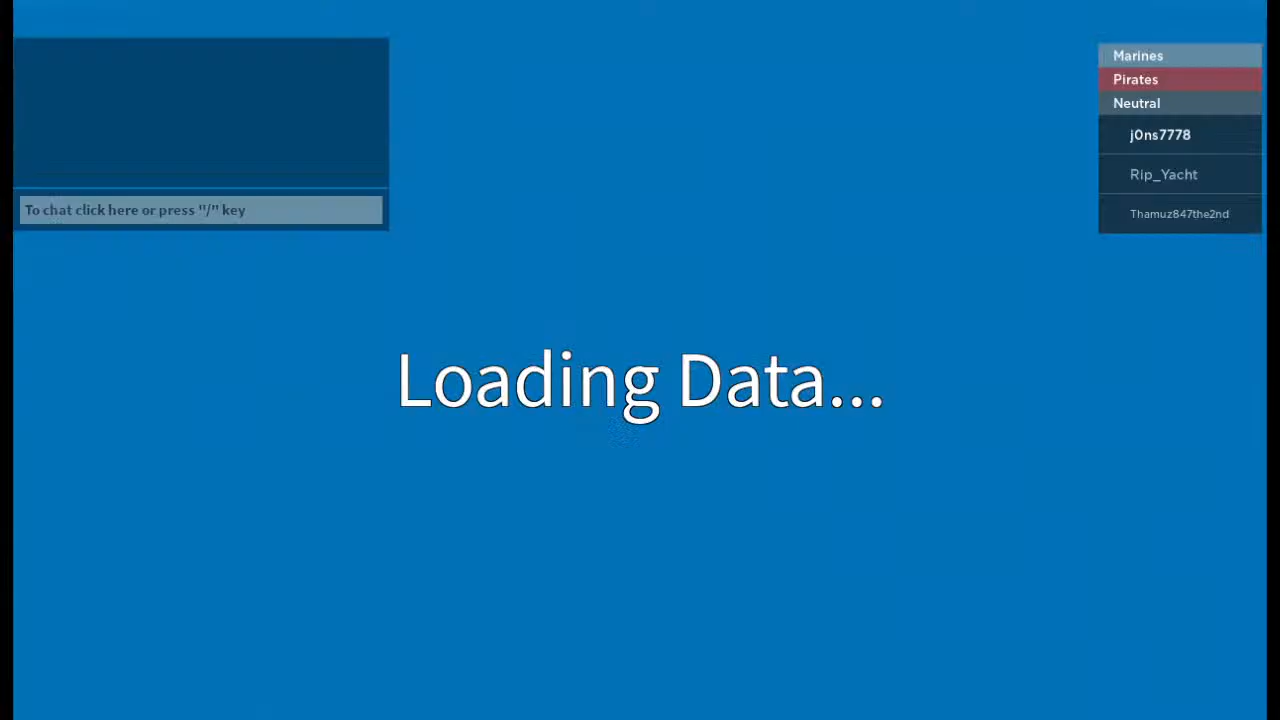 To chat click here or press "/" key
Marines
Pirates
Neutral
j0ns7778
Rip_Yacht
Thamuz847the2nd
Loading Data...